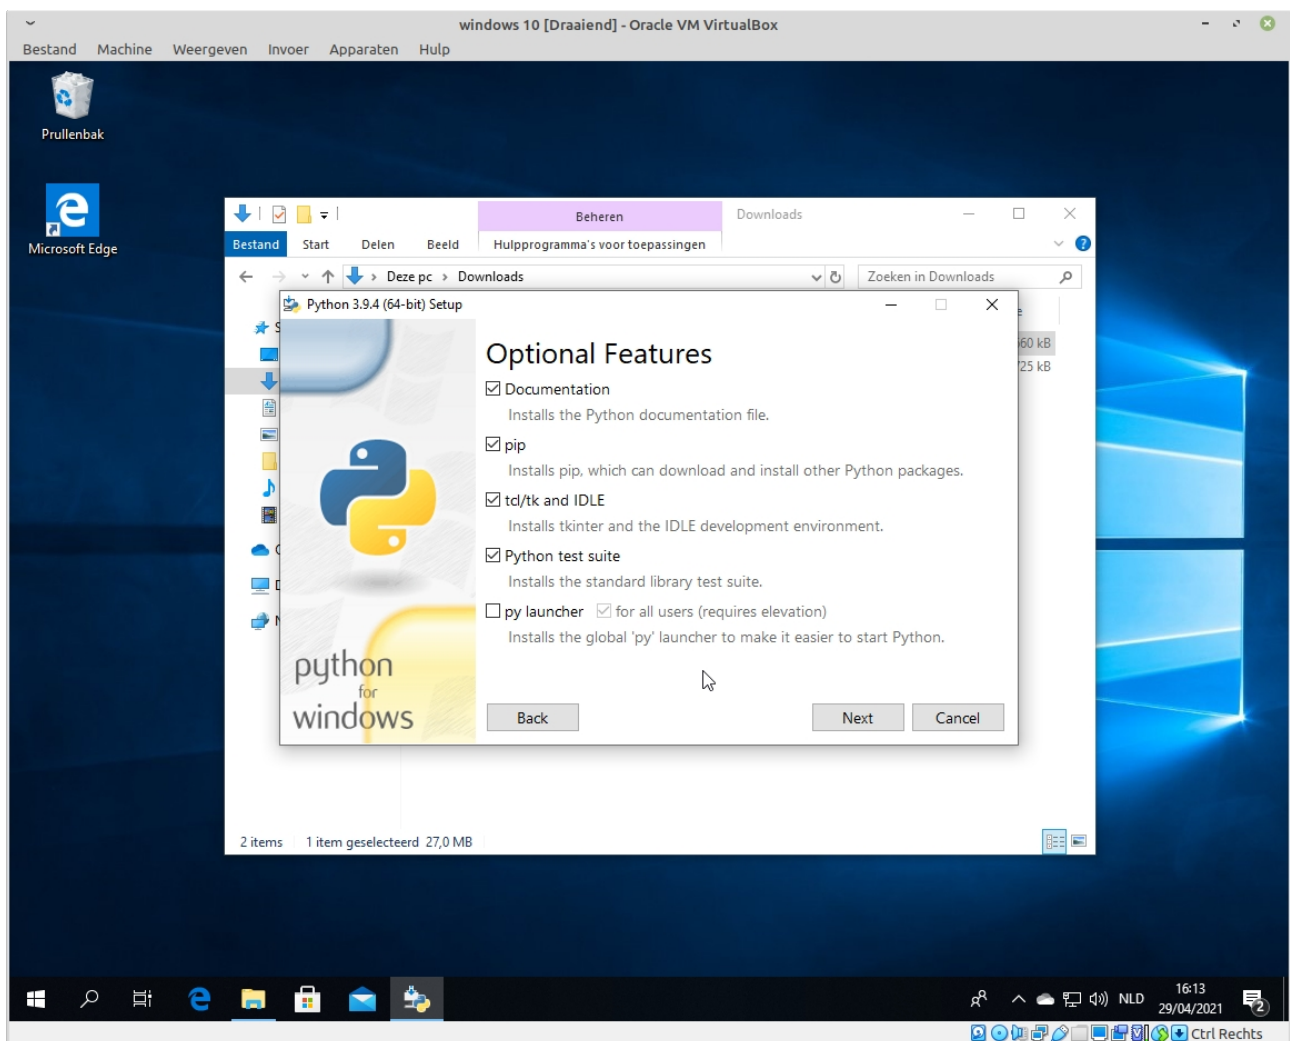 windows 10 [Draaiend] - Oracle VM VirtualBox
Bestand Machine Weergeven Invoer Apparaten Hulp
Prullenbak
Microsoft Edge
Beheren Downloads
Bestand Start Delen Beeld Hulpprogramma's voor toepassingen
Deze pc > Downloads Zoeken in Downloads
Python 3.9.4 (64-bit) Setup
60 kB
25 kB
Optional Features
Documentation
Installs the Python documentation file.
pip
Installs pip, which can download and install other Python packages.
tcl/tk and IDLE
Installs tkinter and the IDLE development environment.
Python test suite
Installs the standard library test suite.
py launcher for all users (requires elevation)
Installs the global 'py' launcher to make it easier to start Python.
python
for
windows
Back Next Cancel
2 items 1 item geselecteerd 27,0 MB
NLD
16:13
29/04/2021
2
Ctrl Rechts